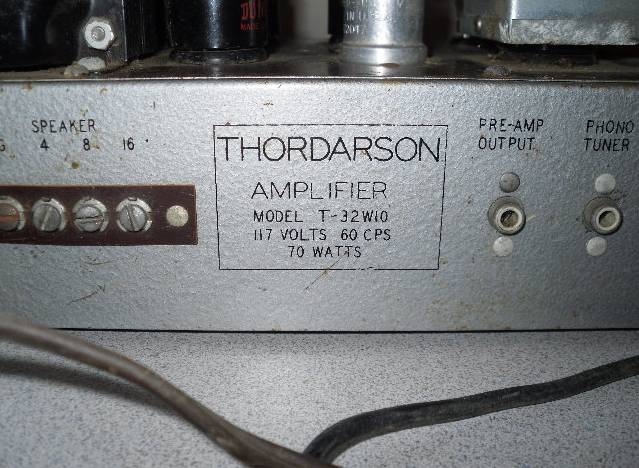 SPEAKER
G 4 8 16
THORDARSON
AMPLIFIER
MODEL T-32W10
117 VOLTS 60 CPS
70 WATTS
PRE-AMP
OUTPUT
PHONO
TUNER